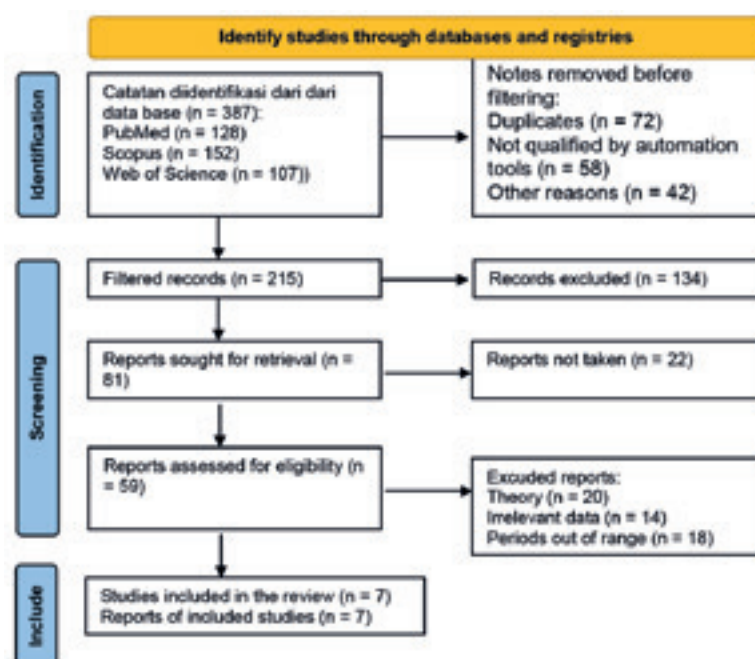 Identify studies through databases and registries
Identification
Catatan diidentifikasi dari dari
data base (n = 387):
PubMed (n = 128)
Scopus (n = 152)
Web of Science (n = 107))
Notes removed before
filtering:
Duplicates (n = 72)
Not qualified by automation
tools (n = 58)
Other reasons (n = 42)
Screening
Filtered records (n = 215)
Records excluded (n = 134)
Reports sought for retrieval (n =
81)
Reports not taken (n = 22)
Reports assessed for eligibility (n
= 59)
Excuded reports:
Theory (n = 20)
Irrelevant data (n = 14)
Periods out of range (n = 18)
Include
Studies included in the review (n = 7)
Reports of included studies (n = 7)